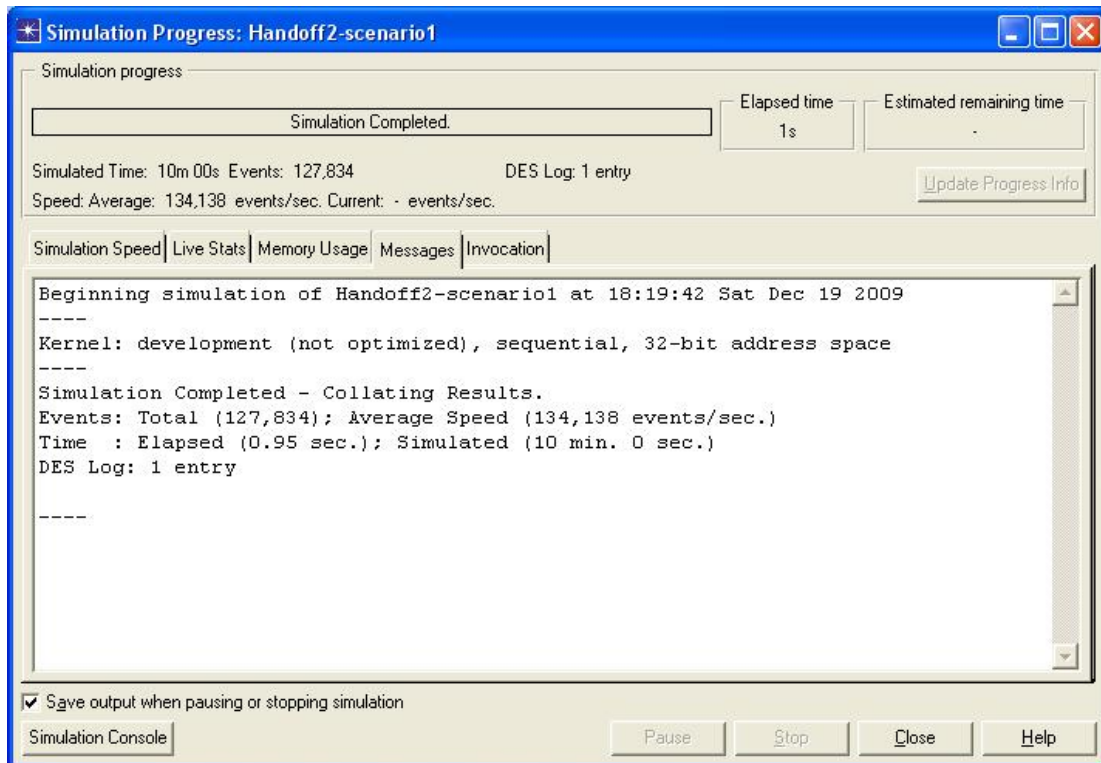 Simulation Progress: Handoff2-scenario1
Simulation progress
Simulation Completed.
Elapsed time
1s
Estimated remaining time
-
Simulated Time: 10m 00s Events: 127,834 DES Log: 1 entry
Speed: Average: 134,138 events/sec. Current: - events/sec.
Update Progress Info
Simulation Speed Live Stats Memory Usage Messages Invocation
Beginning simulation of Handoff2-scenario1 at 18:19:42 Sat Dec 19 2009
----
Kernel: development (not optimized), sequential, 32-bit address space
----
Simulation Completed - Collating Results.
Events: Total (127,834); Average Speed (134,138 events/sec.)
Time : Elapsed (0.95 sec.); Simulated (10 min. 0 sec.)
DES Log: 1 entry
----
Save output when pausing or stopping simulation
Simulation Console Pause Stop Close Help